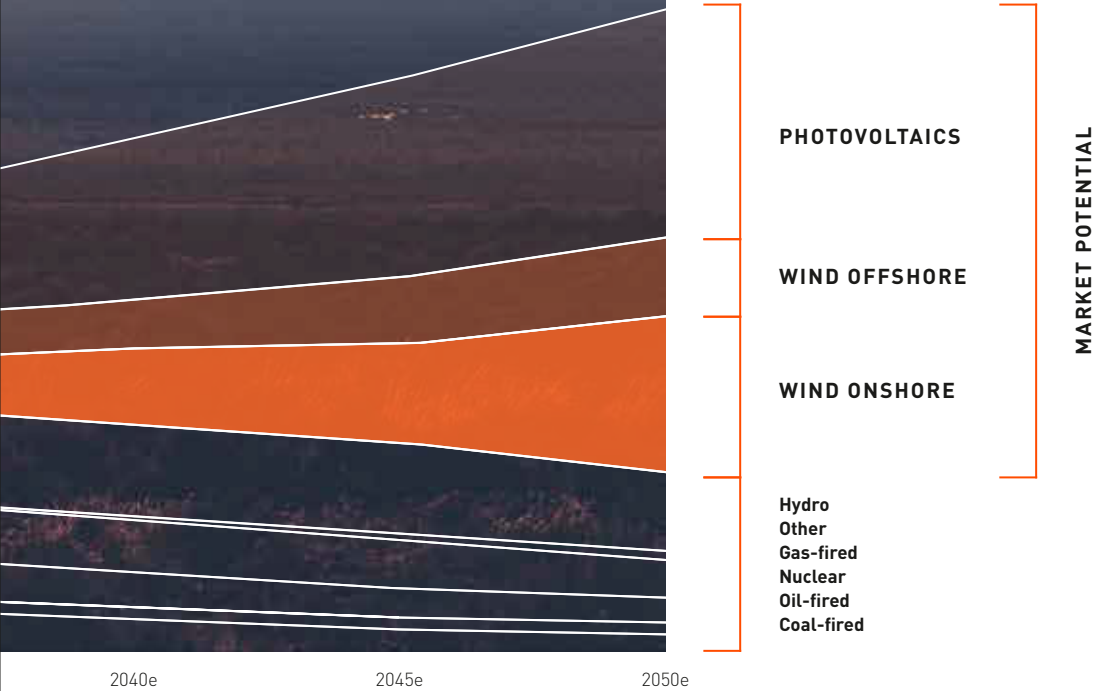 PHOTOVOLTAICS
WIND OFFSHORE
WIND ONSHORE
MARKET POTENTIAL
Hydro
Other
Gas-fired
Nuclear
Oil-fired
Coal-fired
2040e
2045e
2050e